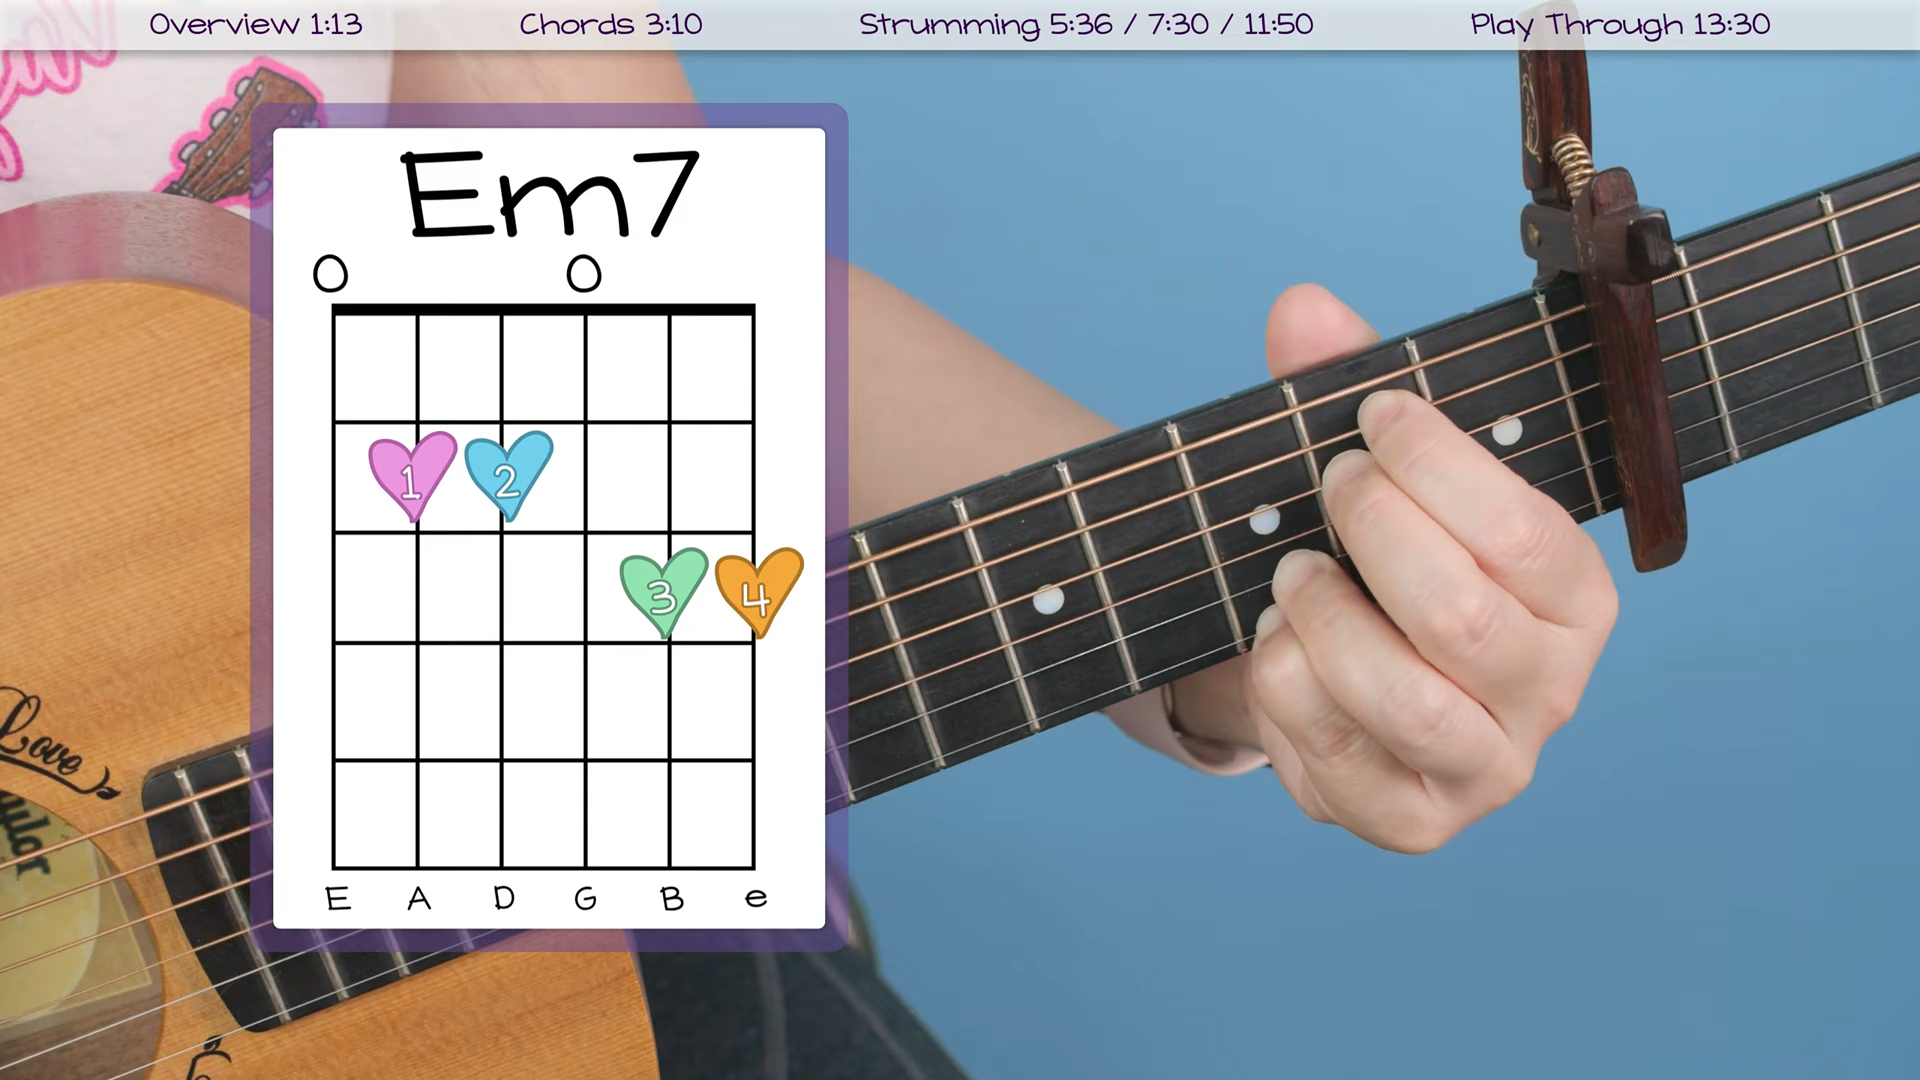 Overview 1:13
Chords 3:10
Strumming 5:36 / 7:30 / 11:50
Play Through 13:30
Em7
O O
1 2
3 4
E A D G B e
Love